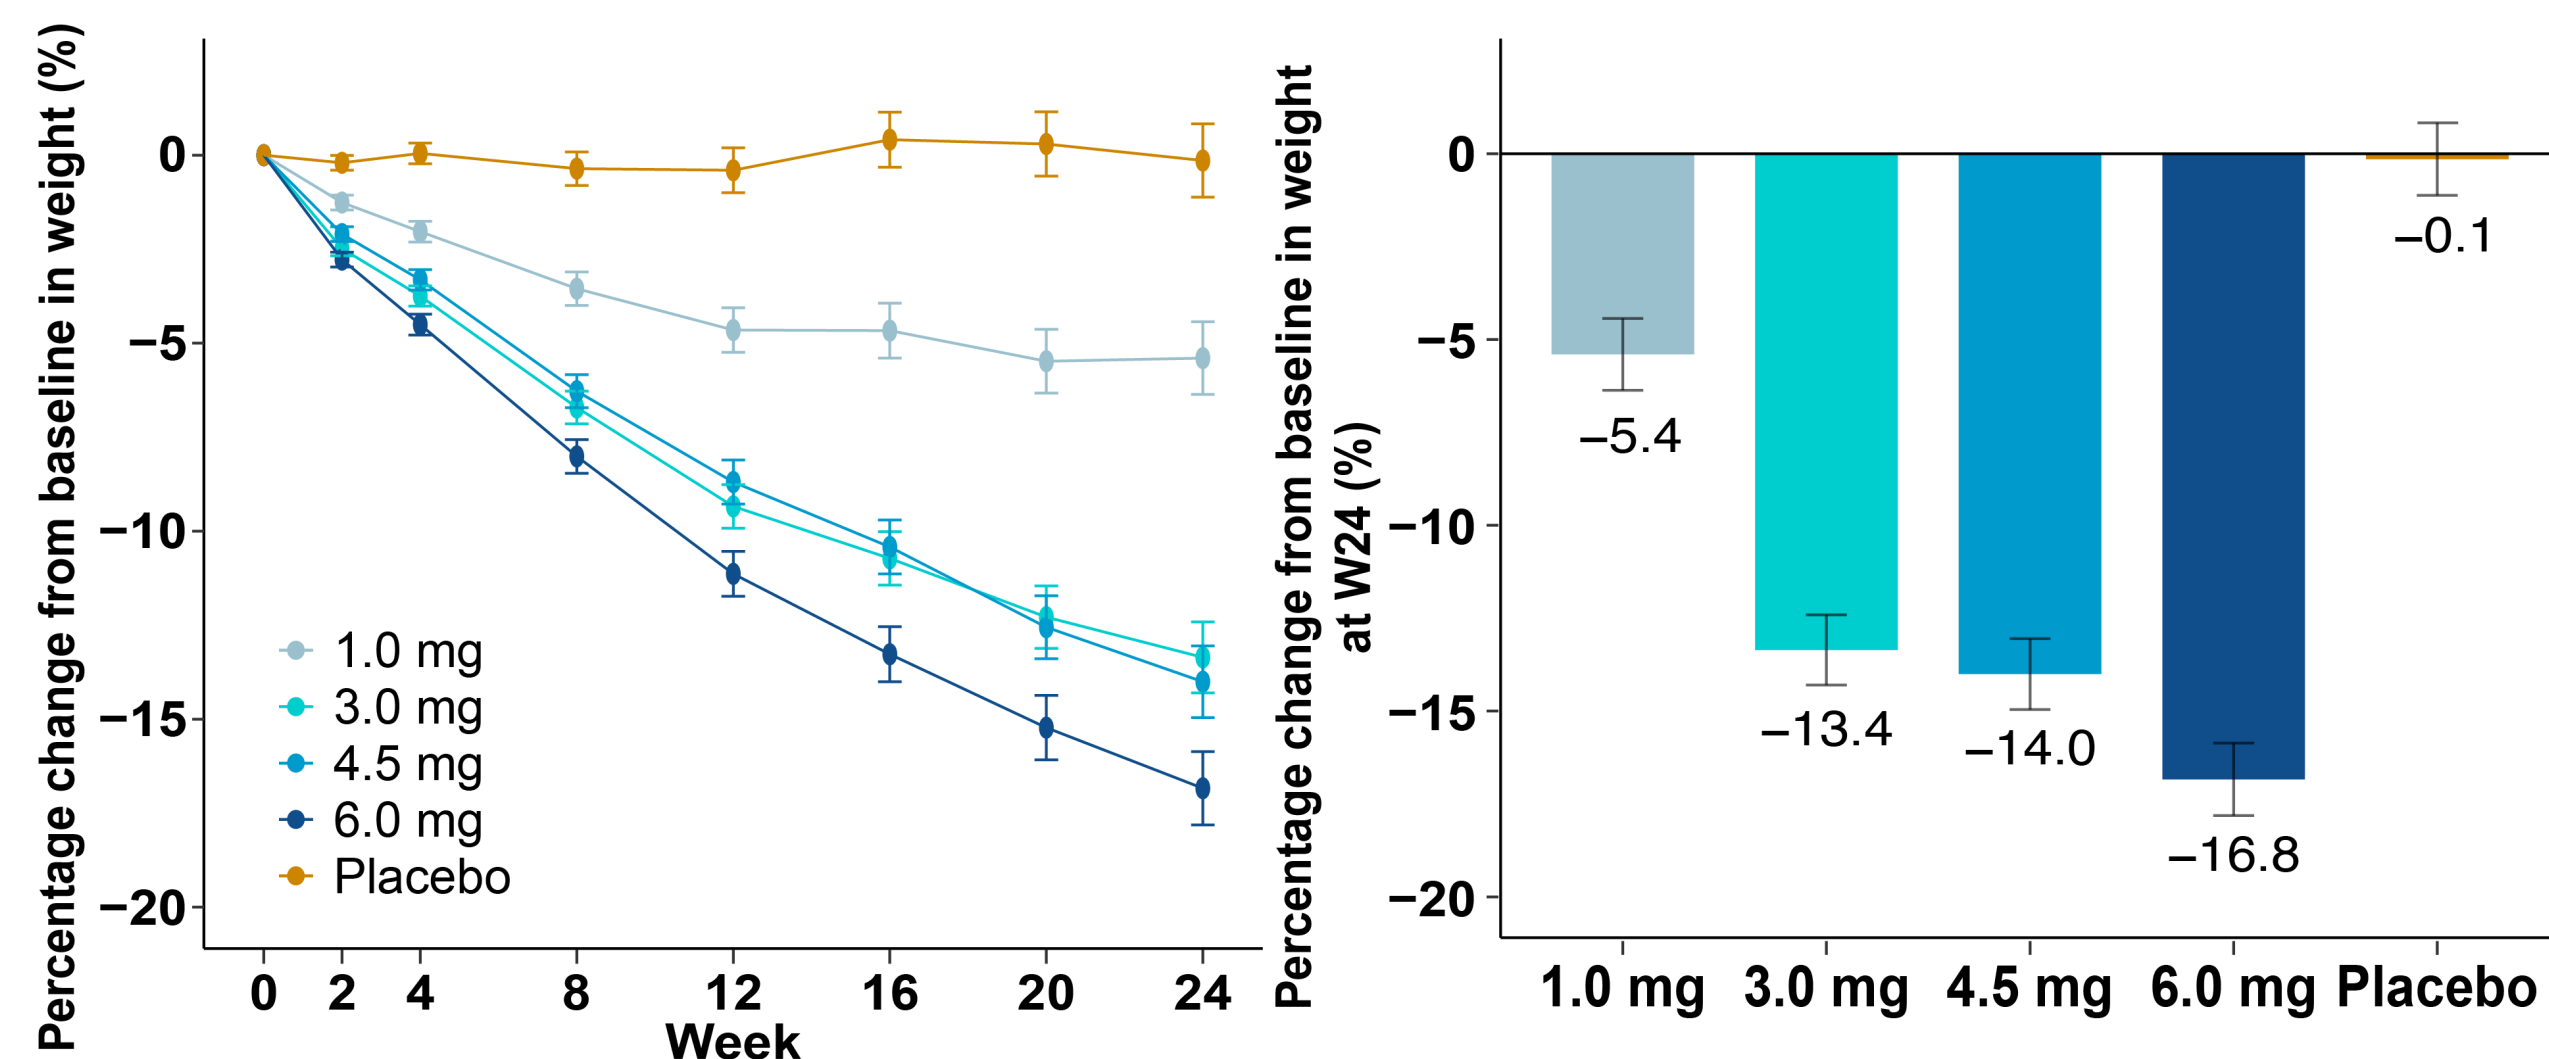 Percentage change from baseline in weight (%)
0
−5
−10
−15
−20
1.0 mg
3.0 mg
4.5 mg
6.0 mg
Placebo
0 2 4 8 12 16 20 24
Week
Percentage change from baseline in weight
at W24 (%)
0
−5
−10
−15
−20
−5.4
−13.4
−14.0
−16.8
−0.1
1.0 mg 3.0 mg 4.5 mg 6.0 mg Placebo